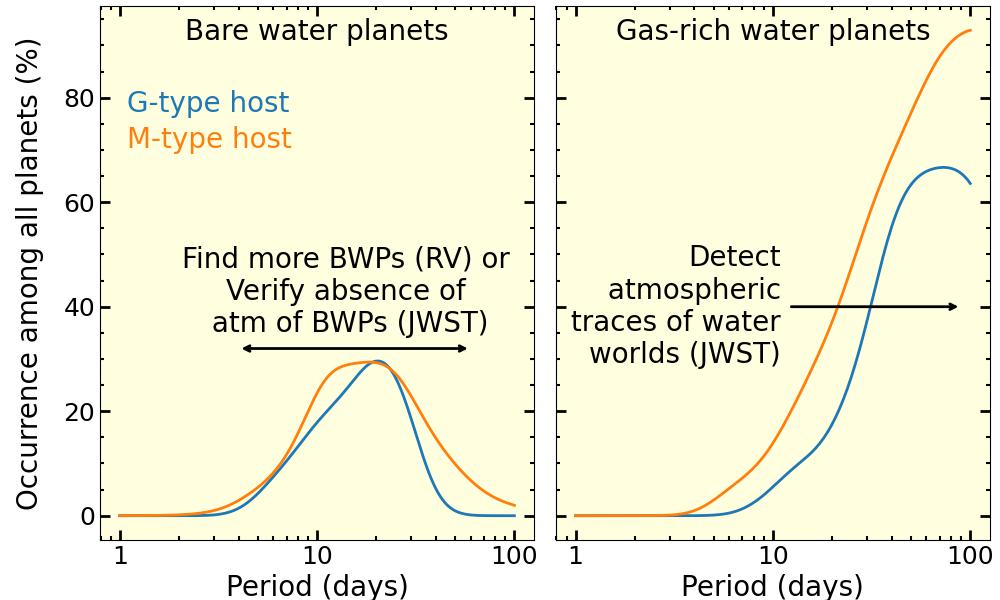 Bare water planets
Gas-rich water planets
Occurrence among all planets (%)
80
60
40
20
0
G-type host
M-type host
Find more BWPs (RV) or
Verify absence of
atm of BWPs (JWST)
Detect
atmospheric
traces of water
worlds (JWST)
1
10
100
1
10
100
Period (days)
Period (days)